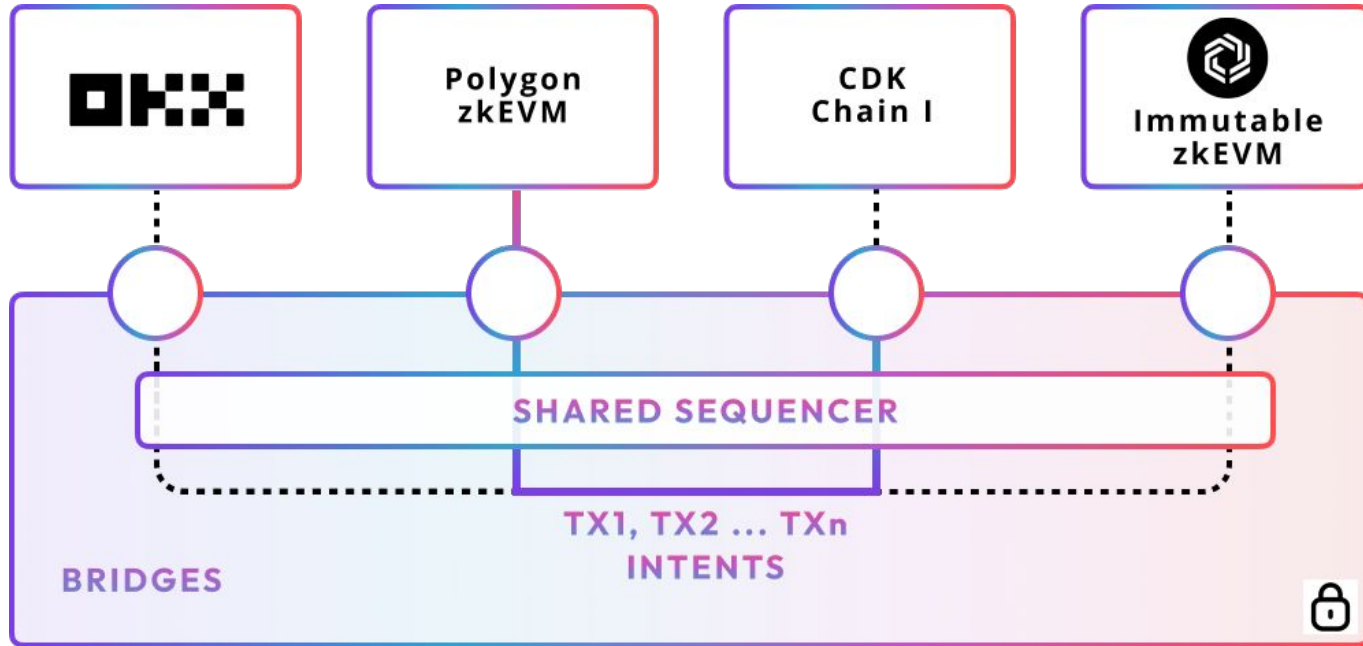 OKX
Polygon
zkEVM
CDK
Chain I
Immutable
zkEVM
SHARED SEQUENCER
TX1, TX2 ... TXn
INTENTS
BRIDGES